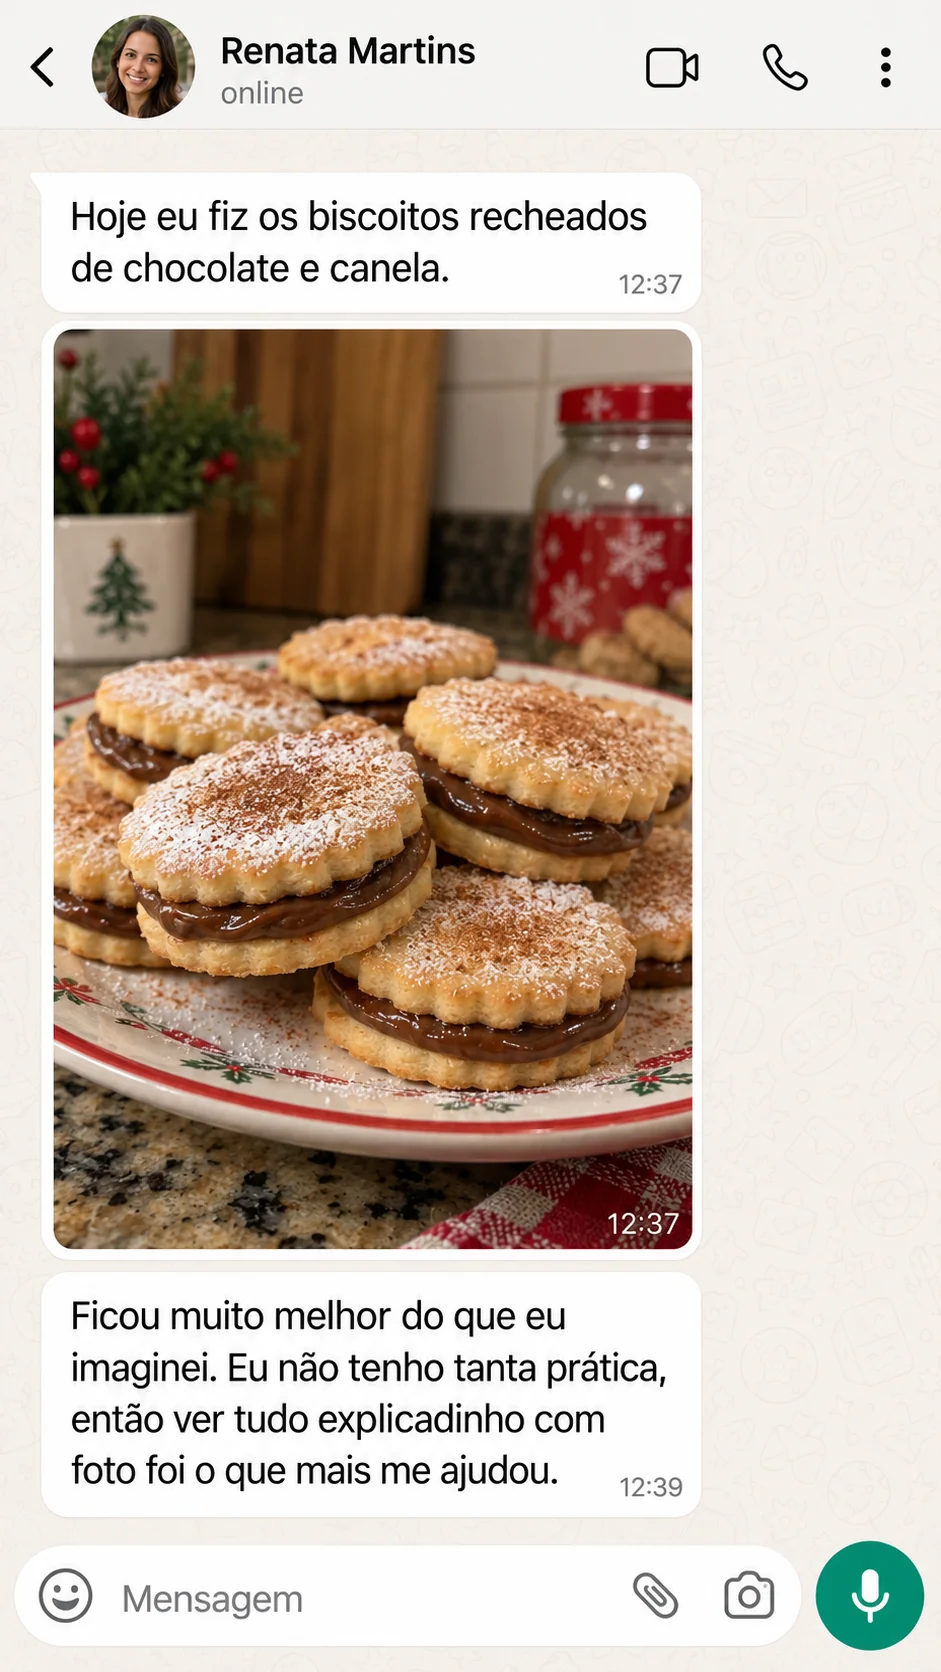 Renata Martins
online
Hoje eu fiz os biscoitos recheados
de chocolate e canela.
12:37
12:37
Ficou muito melhor do que eu
imaginei. Eu não tenho tanta prática,
então ver tudo explicadinho com
foto foi o que mais me ajudou.
12:39
Mensagem